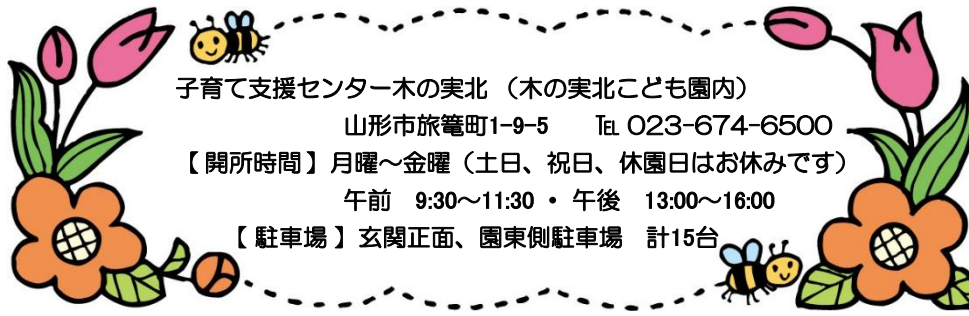 子育て支援センター木の実北 （木の実北こども園内）
山形市旅篭町1-9-5　　℡ 023-674-6500
【 開所時間 】 月曜～金曜（土日、祝日、休園日はお休みです）
午前　9:30～11:30 ・ 午後　13:00～16:00
【 駐車場 】 玄関正面、園東側駐車場　計15台